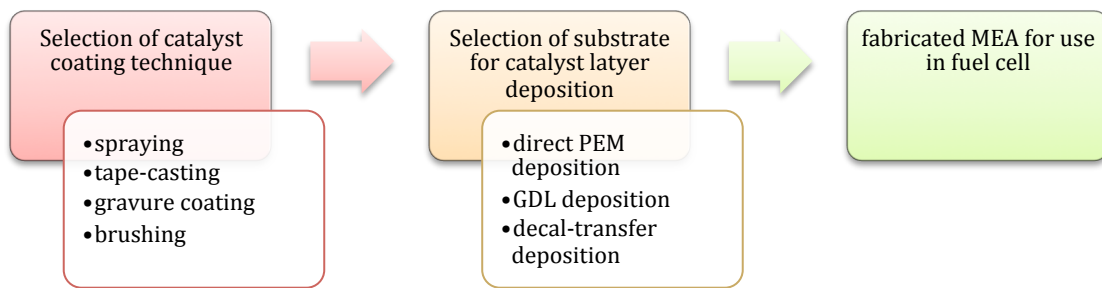 Selection of catalyst
coating technique
•spraying
•tape-casting
•gravure coating
•brushing
Selection of substrate
for catalyst latyer
deposition
•direct PEM
deposition
•GDL deposition
•decal-transfer
deposition
fabricated MEA for use
in fuel cell